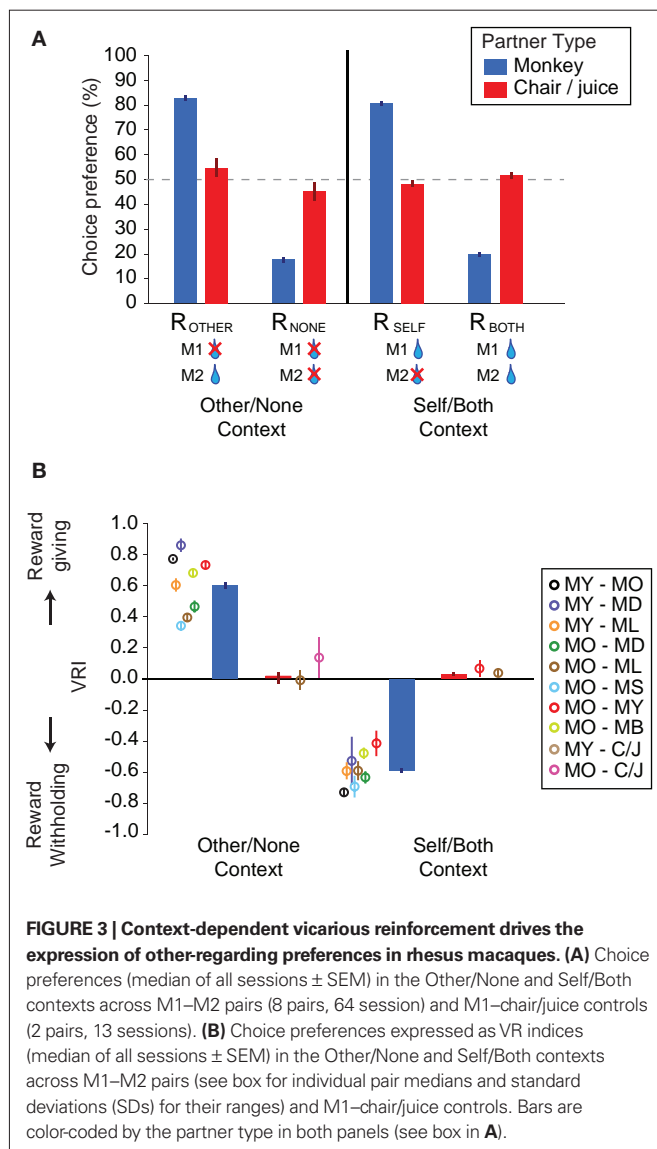 A
Partner Type
Monkey
Chair / juice
Choice preference (%)
100
90
80
70
60
50
40
30
20
10
0
R OTHER R NONE R SELF R BOTH
M1 M1 M1 M1
M2 M2 M2 M2
Other/None Context
Self/Both Context
B
Reward giving
VRI
Reward Withholding
1.0
0.8
0.6
0.4
0.2
0.0
-0.2
-0.4
-0.6
-0.8
-1.0
Other/None Context
Self/Both Context
MY - MO
MY - MD
MY - ML
MO - MD
MO - ML
MO - MS
MO - MY
MO - MB
MY - C/J
MO - C/J
FIGURE 3 | Context-dependent vicarious reinforcement drives the
expression of other-regarding preferences in rhesus macaques. (A) Choice
preferences (median of all sessions ± SEM) in the Other/None and Self/Both
contexts across M1–M2 pairs (8 pairs, 64 session) and M1–chair/juice controls
(2 pairs, 13 sessions). (B) Choice preferences expressed as VR indices
(median of all sessions ± SEM) in the Other/None and Self/Both contexts
across M1–M2 pairs (see box for individual pair medians and standard
deviations (SDs) for their ranges) and M1–chair/juice controls. Bars are
color-coded by the partner type in both panels (see box in A).